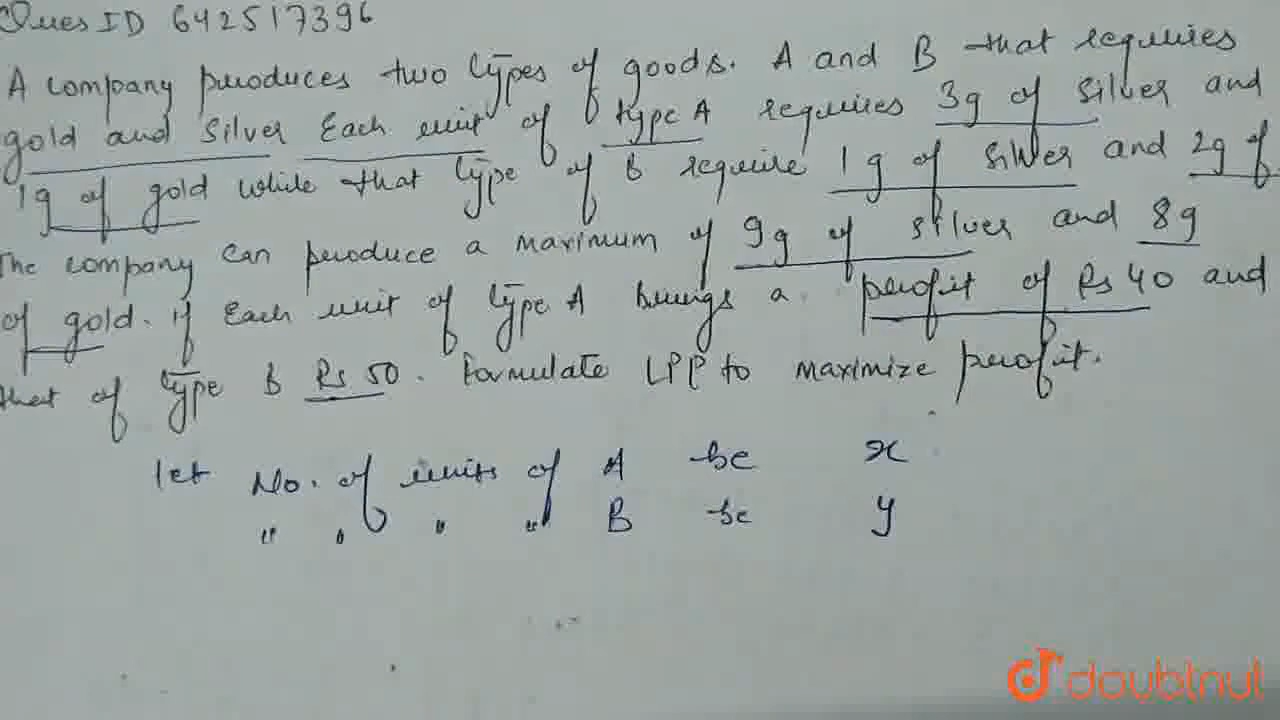 Ques ID 642517396
A company produces two types of goods. A and B that requires
gold and silver Each unit of type A requires 3g of silver and
1g of gold while that type of B require 1g of silver and 2g of
The company can produce a maximum of 9g of silver and 8g
of gold. if Each unit of type A brings a profit of Rs 40 and
that of type B Rs 50. Formulate LPP to maximize profit.
let No. of units of A be x
" " " " B be y
doubtnut